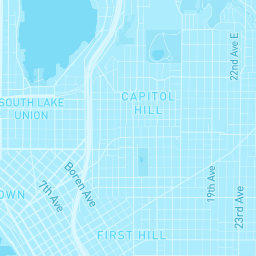 22nd Ave E
CAPITOL
HILL
SOUTH LAKE
UNION
Boren Ave
7th Ave
19th Ave
23rd Ave
OWN
FIRST HILL